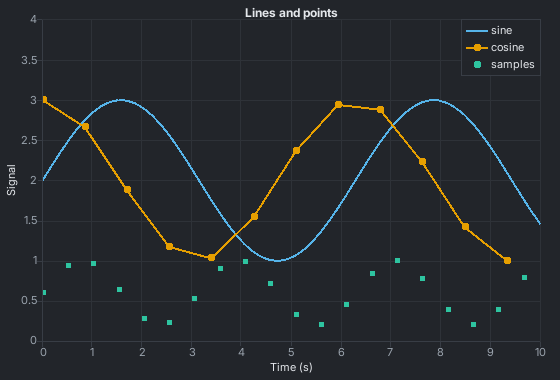 Lines and points
sine
cosine
samples
4
3.5
3
2.5
2
1.5
1
0.5
0
Signal
0 1 2 3 4 5 6 7 8 9 10
Time (s)